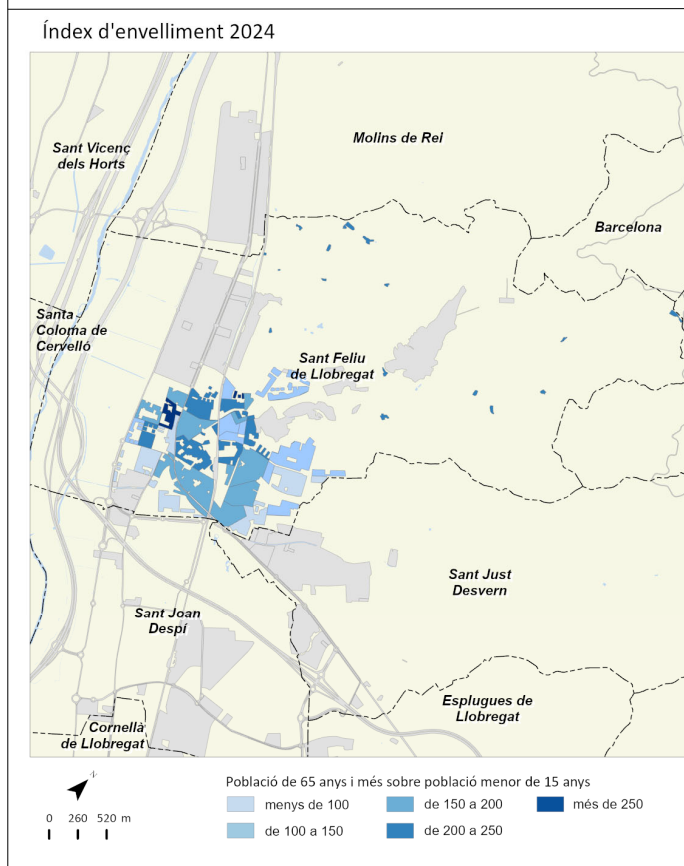 Índex d'envelliment 2024
Molins de Rei
Sant Vicenç
dels Horts
Barcelona
Santa
Coloma de
Cervelló
Sant Feliu
de Llobregat
Sant Just
Desvern
Sant Joan
Despí
Esplugues de
Llobregat
Cornellà
de Llobregat
N
0 260 520 m
Població de 65 anys i més sobre població menor de 15 anys
menys de 100
de 150 a 200
més de 250
de 100 a 150
de 200 a 250